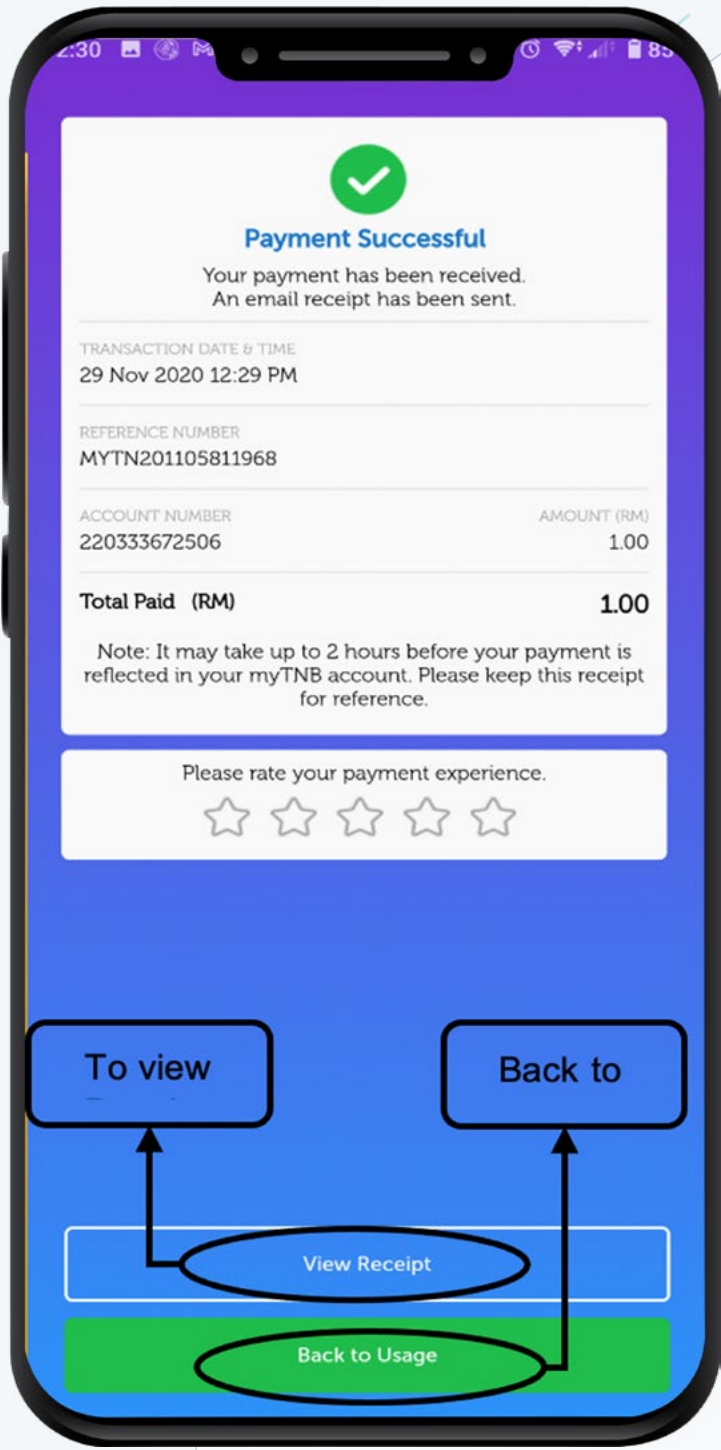 2:30 85
Payment Successful
Your payment has been received.
An email receipt has been sent.
TRANSACTION DATE & TIME
29 Nov 2020 12:29 PM
REFERENCE NUMBER
MYTN201105811968
ACCOUNT NUMBER AMOUNT (RM)
220333672506 1.00
Total Paid (RM) 1.00
Note: It may take up to 2 hours before your payment is
reflected in your myTNB account. Please keep this receipt
for reference.
Please rate your payment experience.
To view Back to
View Receipt
Back to Usage